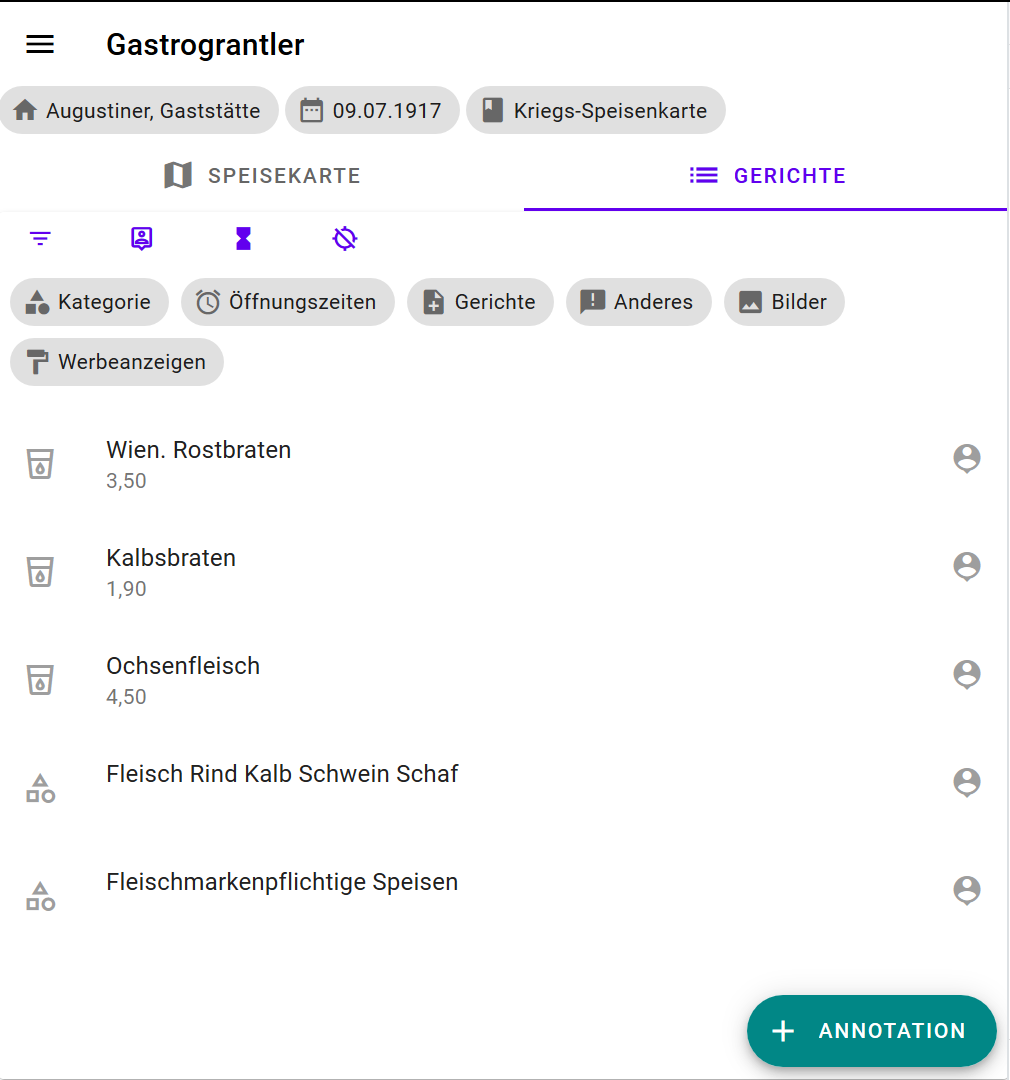 Gastrograntler
Augustiner, Gaststätte 09.07.1917 Kriegs-Speisenkarte
SPEISEKARTE GERICHTE
Kategorie Öffnungszeiten Gerichte Anderes Bilder
Werbeanzeigen
Wien. Rostbraten
3,50
Kalbsbraten
1,90
Ochsenfleisch
4,50
Fleisch Rind Kalb Schwein Schaf
Fleischmarkenpflichtige Speisen
ANNOTATION